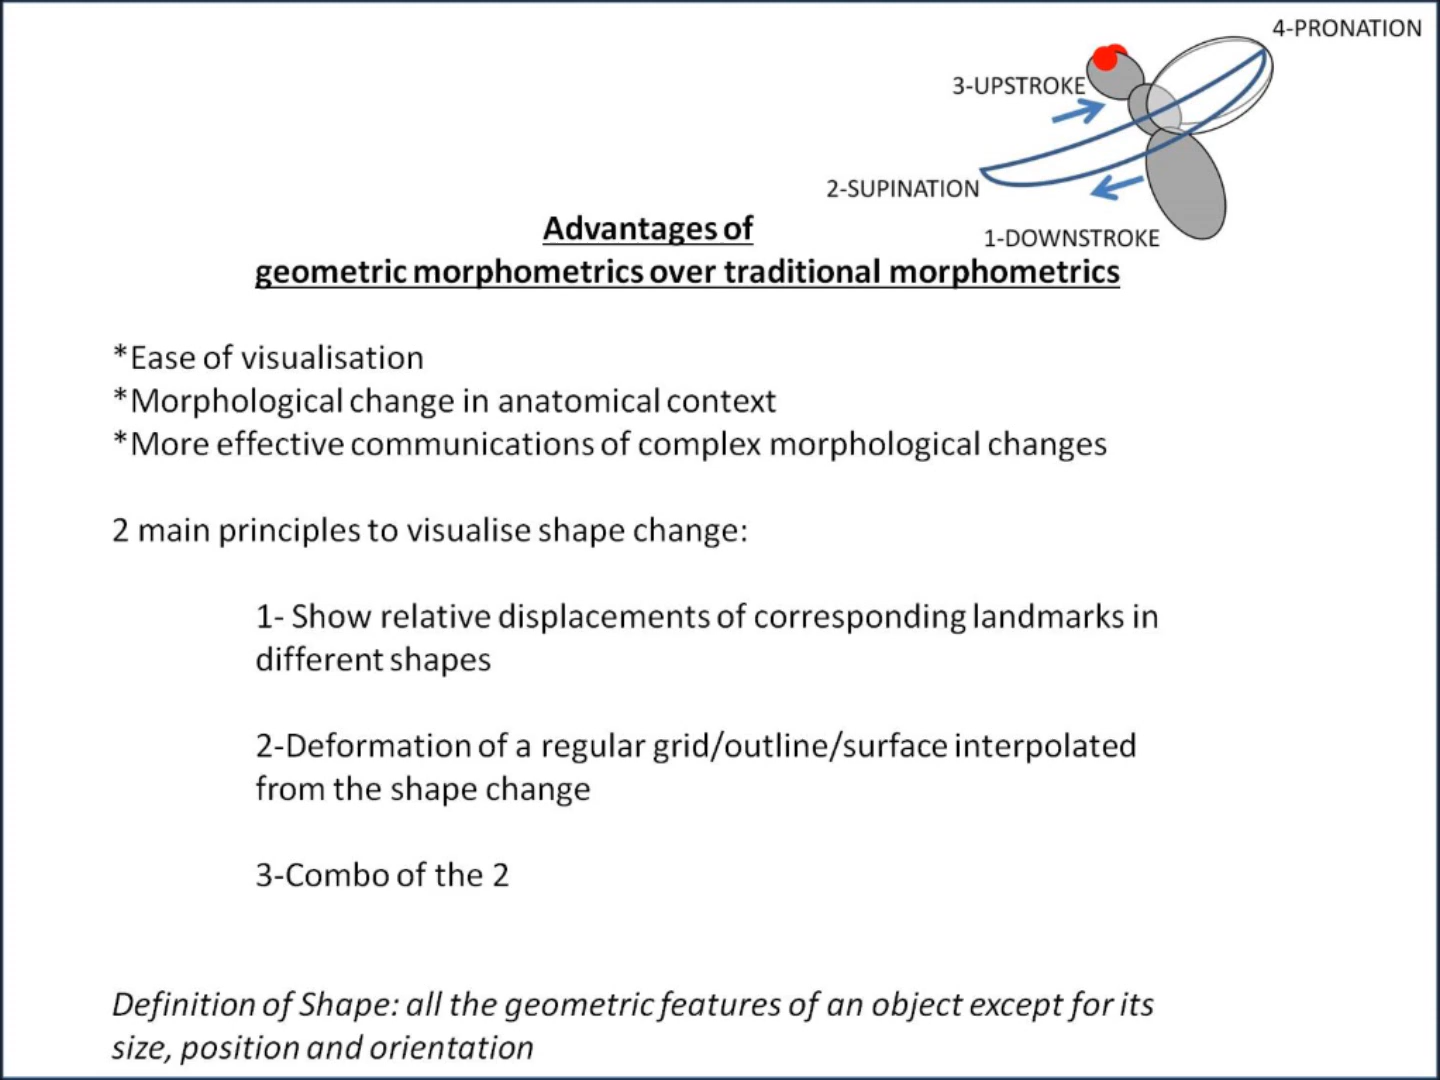 4-PRONATION
3-UPSTROKE
2-SUPINATION
1-DOWNSTROKE
Advantages of
geometric morphometrics over traditional morphometrics
*Ease of visualisation
*Morphological change in anatomical context
*More effective communications of complex morphological changes
2 main principles to visualise shape change:
1- Show relative displacements of corresponding landmarks in
different shapes
2-Deformation of a regular grid/outline/surface interpolated
from the shape change
3-Combo of the 2
Definition of Shape: all the geometric features of an object except for its
size, position and orientation